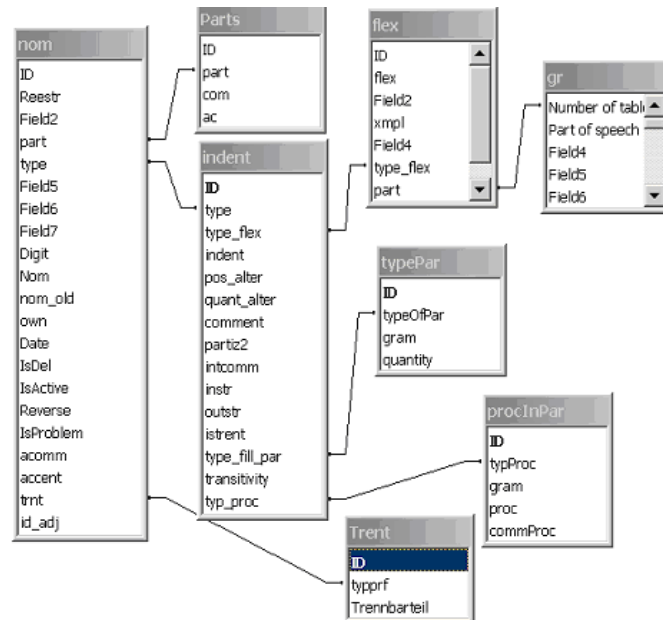 nom
ID
Reestr
Field2
part
type
Field5
Field6
Field7
Digit
Nom
nom_old
own
Date
IsDel
IsActive
Reverse
IsProblem
acomm
accent
trnt
id_adj
Parts
ID
part
com
ac
indent
ID
type
type_flex
indent
pos_alter
quant_alter
comment
partiz2
intcomm
instr
outstr
istrent
type_fill_par
transitivity
typ_proc
flex
ID
flex
Field2
xmpl
Field4
type_flex
part
gr
Number of table
Part of speech
Field4
Field5
Field6
typePar
ID
typeOfPar
gram
quantity
procInPar
ID
typProc
gram
proc
commProc
Trent
ID
typprf
Trennbarteil